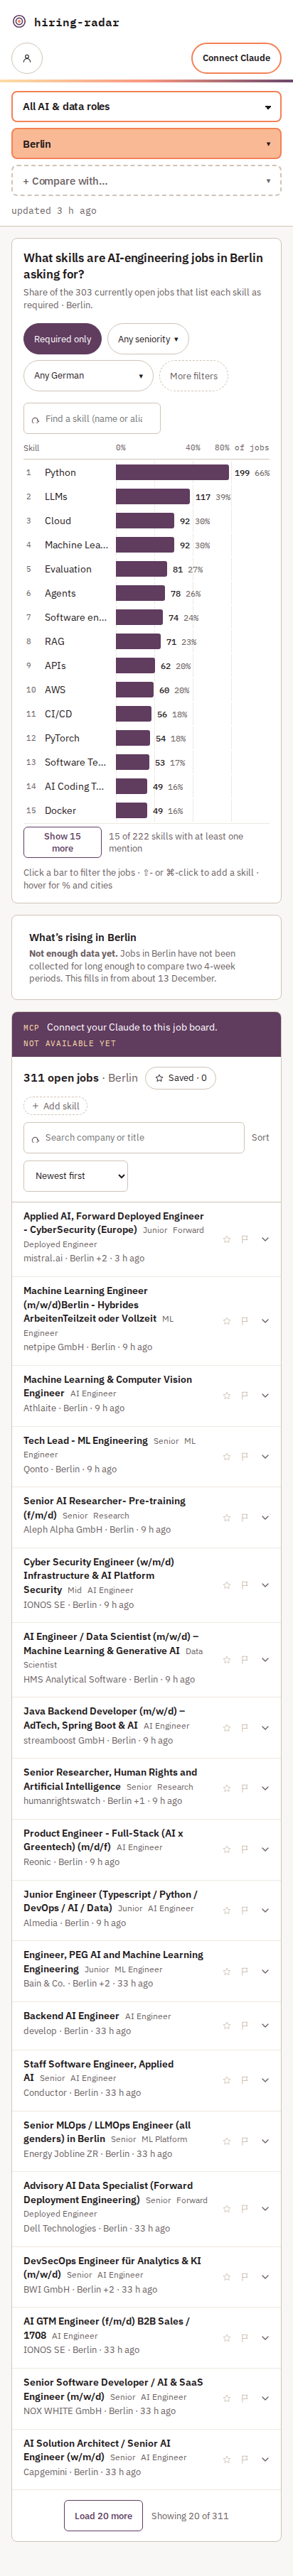 hiring-radar
Connect Claude
All AI & data roles
Berlin
+ Compare with...
updated 3 h ago
What skills are AI-engineering jobs in Berlin
asking for?
Share of the 303 currently open jobs that list each skill as
required · Berlin.
Required only
Any seniority
Any German
More filters
Find a skill (name or alia
Skill 0% 40% 80% of jobs
1 Python 199 66%
2 LLMs 117 39%
3 Cloud 92 30%
4 Machine Lea... 92 30%
5 Evaluation 81 27%
6 Agents 78 26%
7 Software en... 74 24%
8 RAG 71 23%
9 APIs 62 20%
10 AWS 60 20%
11 CI/CD 56 18%
12 PyTorch 54 18%
13 Software Te... 53 17%
14 AI Coding T... 49 16%
15 Docker 49 16%
Show 15
more
15 of 222 skills with at least one
mention
Click a bar to filter the jobs · ⇧- or ⌘-click to add a skill ·
hover for % and cities
What's rising in Berlin
Not enough data yet. Jobs in Berlin have not been
collected for long enough to compare two 4-week
periods. This fills in from about 13 December.
MCP Connect your Claude to this job board.
NOT AVAILABLE YET
311 open jobs · Berlin
Saved · 0
+ Add skill
Search company or title
Sort
Newest first
Applied AI, Forward Deployed Engineer
- CyberSecurity (Europe) Junior Forward
Deployed Engineer
mistral.ai · Berlin +2 · 3 h ago
Machine Learning Engineer
(m/w/d)Berlin - Hybrides
ArbeitenTeilzeit oder Vollzeit ML
Engineer
netpipe GmbH · Berlin · 9 h ago
Machine Learning & Computer Vision
Engineer AI Engineer
Athlaite · Berlin · 9 h ago
Tech Lead - ML Engineering Senior ML
Engineer
Qonto · Berlin · 9 h ago
Senior AI Researcher- Pre-training
(f/m/d) Senior Research
Aleph Alpha GmbH · Berlin · 9 h ago
Cyber Security Engineer (w/m/d)
Infrastructure & AI Platform
Security Mid AI Engineer
IONOS SE · Berlin · 9 h ago
AI Engineer / Data Scientist (m/w/d) –
Machine Learning & Generative AI Data
Scientist
HMS Analytical Software · Berlin · 9 h ago
Java Backend Developer (m/w/d) –
AdTech, Spring Boot & AI AI Engineer
streamboost GmbH · Berlin · 9 h ago
Senior Researcher, Human Rights and
Artificial Intelligence Senior Research
humanrightswatch · Berlin +1 · 9 h ago
Product Engineer - Full-Stack (AI x
Greentech) (m/d/f) AI Engineer
Reonic · Berlin · 9 h ago
Junior Engineer (Typescript / Python /
DevOps / AI / Data) Junior AI Engineer
Almedia · Berlin · 9 h ago
Engineer, PEG AI and Machine Learning
Engineering Junior ML Engineer
Bain & Co. · Berlin +2 · 33 h ago
Backend AI Engineer AI Engineer
develop · Berlin · 33 h ago
Staff Software Engineer, Applied
AI Senior AI Engineer
Conductor · Berlin · 33 h ago
Senior MLOps / LLMOps Engineer (all
genders) in Berlin Senior ML Platform
Energy Jobline ZR · Berlin · 33 h ago
Advisory AI Data Specialist (Forward
Deployment Engineering) Senior Forward
Deployed Engineer
Dell Technologies · Berlin · 33 h ago
DevSecOps Engineer für Analytics & KI
(m/w/d) Senior AI Engineer
BWI GmbH · Berlin +2 · 33 h ago
AI GTM Engineer (f/m/d) B2B Sales /
1708 AI Engineer
IONOS SE · Berlin · 33 h ago
Senior Software Developer / AI & SaaS
Engineer (m/w/d) Senior AI Engineer
NOX WHITE GmbH · Berlin · 33 h ago
AI Solution Architect / Senior AI
Engineer (w/m/d) Senior AI Engineer
Capgemini · Berlin · 33 h ago
Load 20 more
Showing 20 of 311